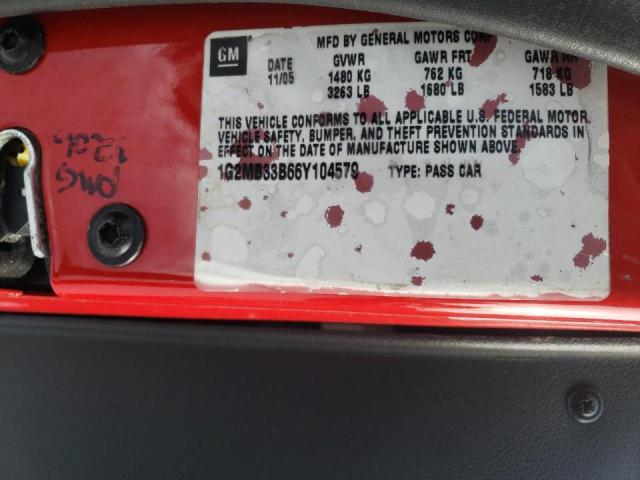 GM
MFD BY GENERAL MOTORS CORP
DATE GVWR GAWR FRT GAWR RR
11/05 1480 KG 762 KG 718 KG
3263 LB 1680 LB 1583 LB
THIS VEHICLE CONFORMS TO ALL APPLICABLE U.S. FEDERAL MOTOR
VEHICLE SAFETY, BUMPER, AND THEFT PREVENTION STANDARDS IN
EFFECT ON THE DATE OF MANUFACTURE SHOWN ABOVE.
1G2MB33B66Y104579 TYPE: PASS CAR